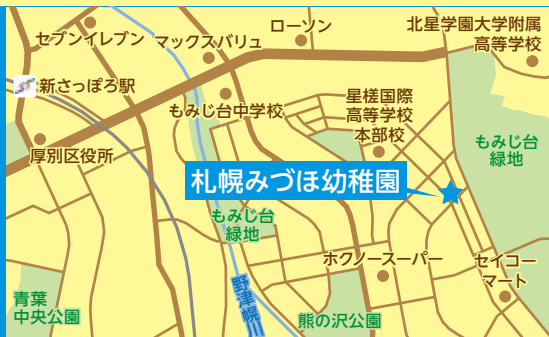 セブンイレブン
マックスバリュ
ローソン
北星学園大学附属
高等学校
新さっぽろ駅
もみじ台中学校
星槎国際
高等学校
本部校
もみじ台
緑地
厚別区役所
札幌みづほ幼稚園
もみじ台
緑地
ホクノースーパー
セイコー
マート
野津幌川
青葉
中央公園
熊の沢公園